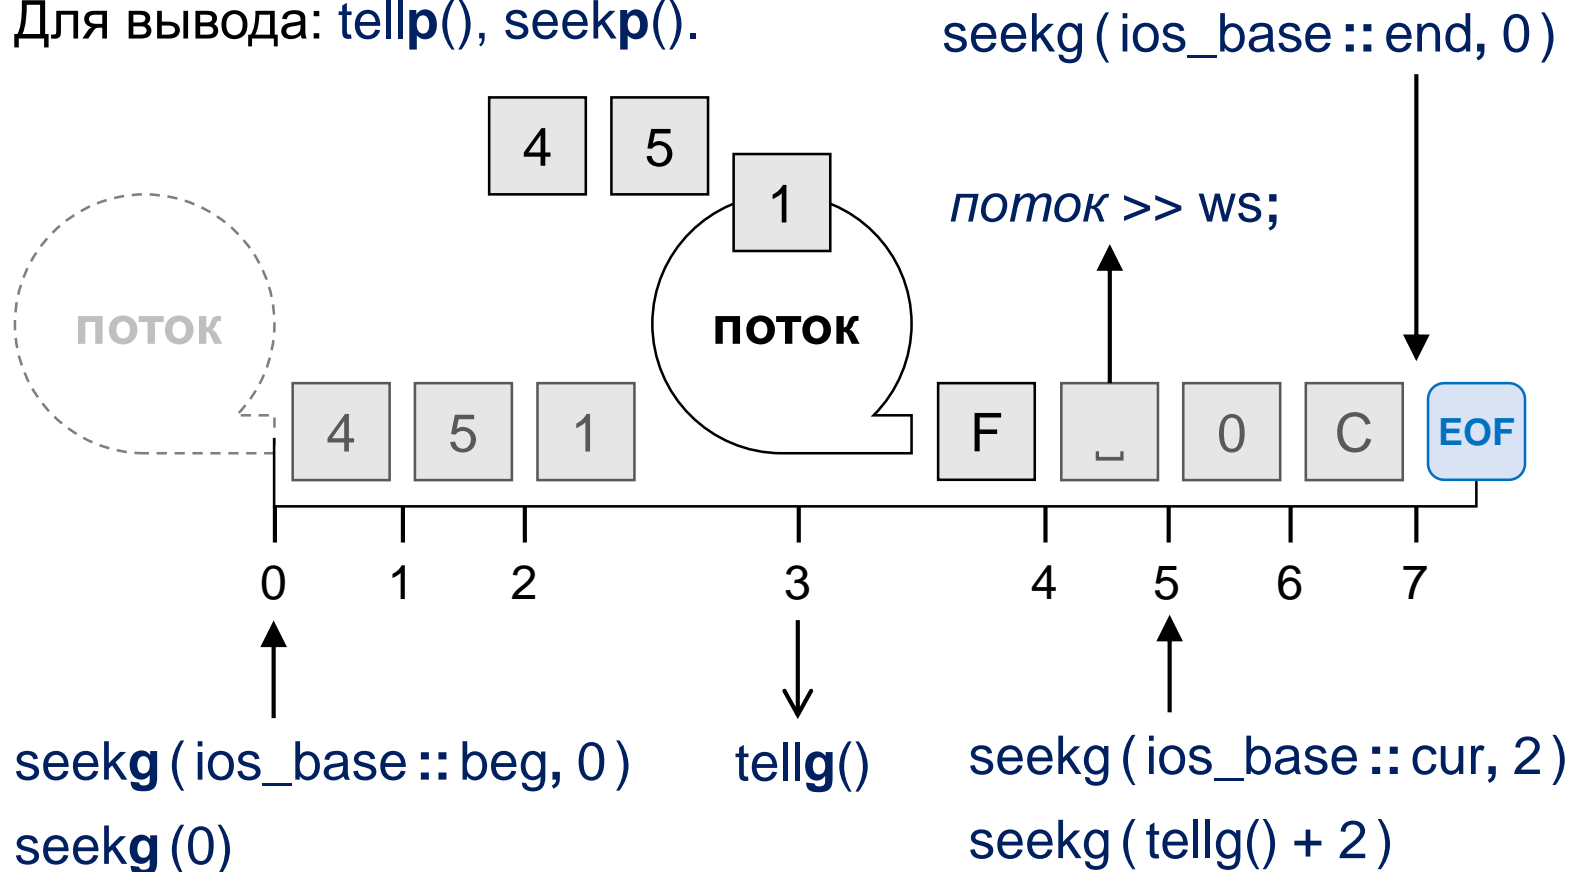 Для вывода: tellp(), seekp().
seekg ( ios_base :: end, 0 )
4 5 1
поток >> ws;
поток
поток
4 5 1 F ␣ 0 C EOF
0 1 2 3 4 5 6 7
seekg ( ios_base :: beg, 0 )
tellg()
seekg ( ios_base :: cur, 2 )
seekg (0)
seekg ( tellg() + 2 )